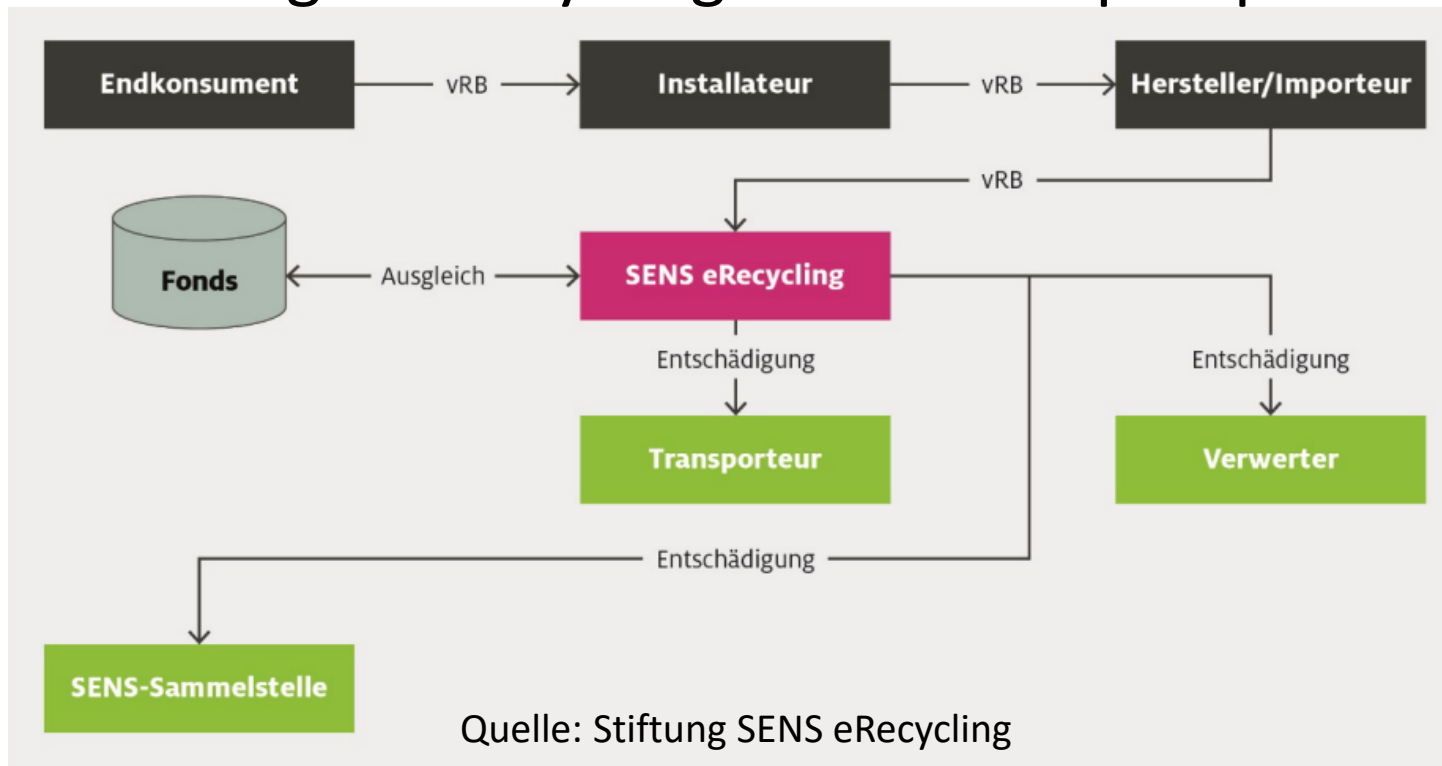 Endkonsument vRB Installateur vRB Hersteller/Importeur
vRB
Fonds Ausgleich SENS eRecycling
Entschädigung Entschädigung
Transporteur Verwerter
Entschädigung
SENS-Sammelstelle
Quelle: Stiftung SENS eRecycling